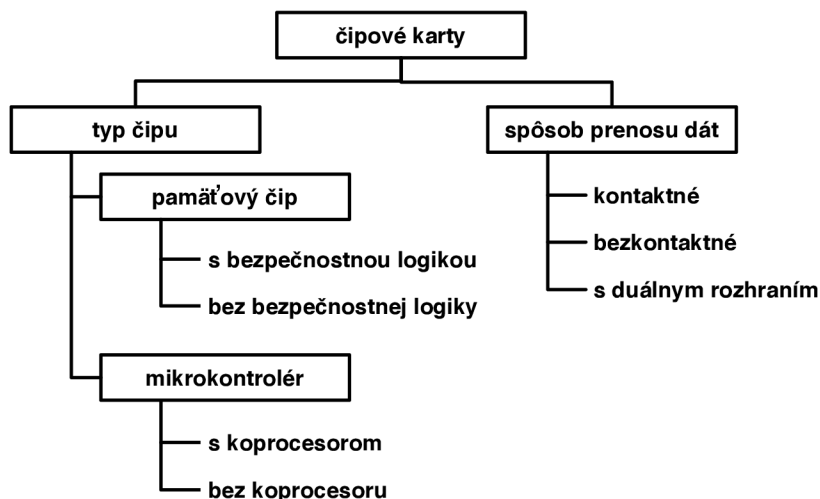 čipové karty
typ čipu
spôsob prenosu dát
pamäťový čip
s bezpečnostnou logikou
bez bezpečnostnej logiky
mikrokontrolér
s koprocesorom
bez koprocesoru
kontaktné
bezkontaktné
s duálnym rozhraním